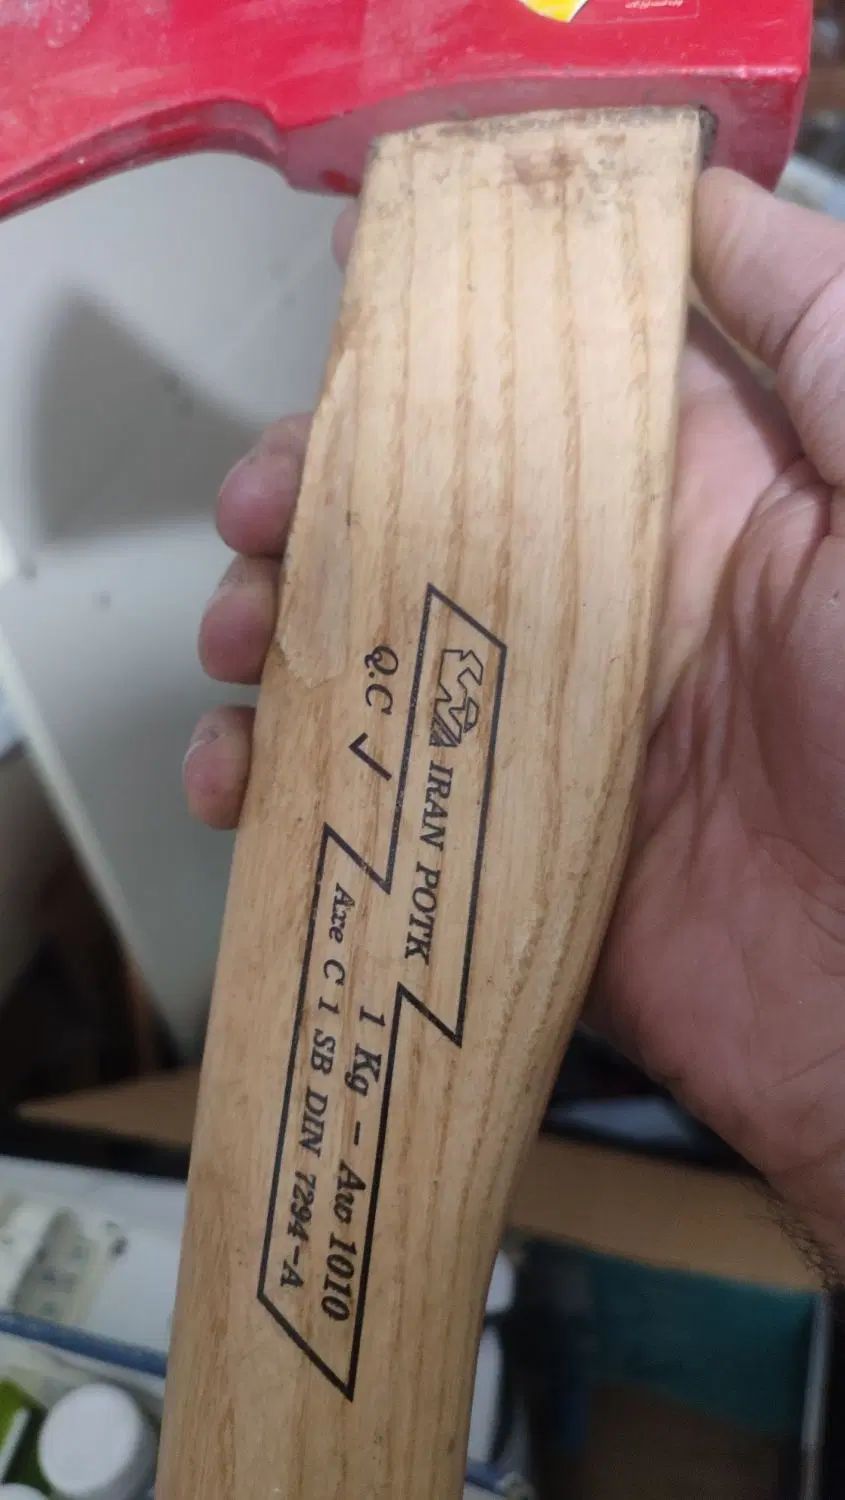 IRAN POTK
Q.C
1 Kg - Aw 1010
Axe C 1 SB DIN 7294-A